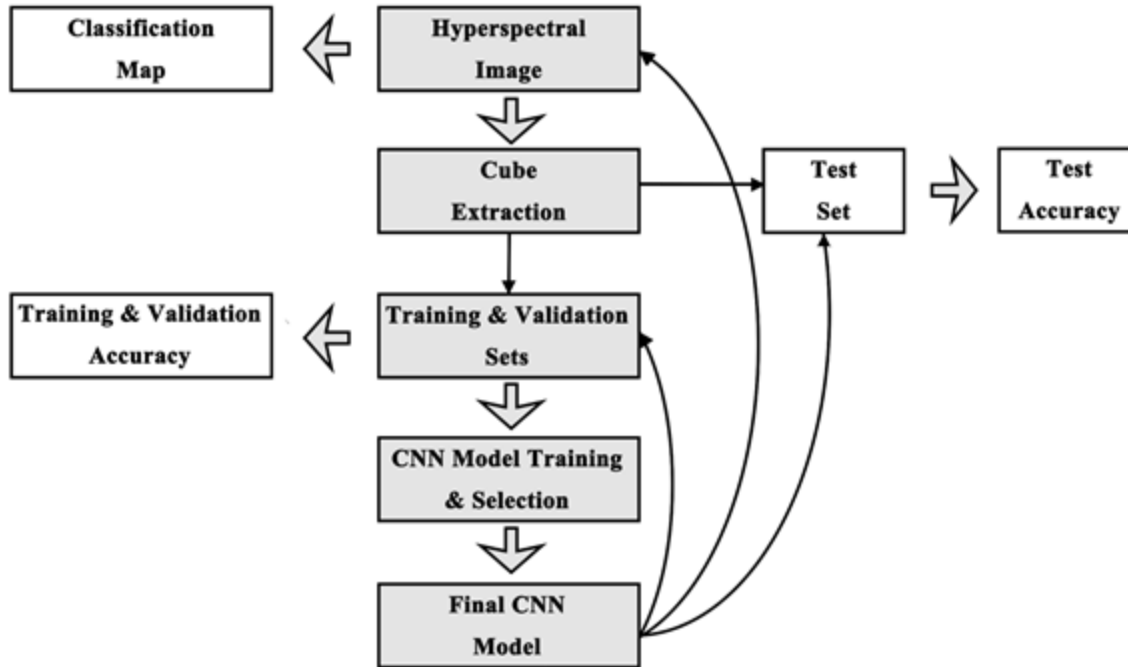 Classification
Map
Hyperspectral
Image
Cube
Extraction
Test
Set
Test
Accuracy
Training & Validation
Accuracy
Training & Validation
Sets
CNN Model Training
& Selection
Final CNN
Model